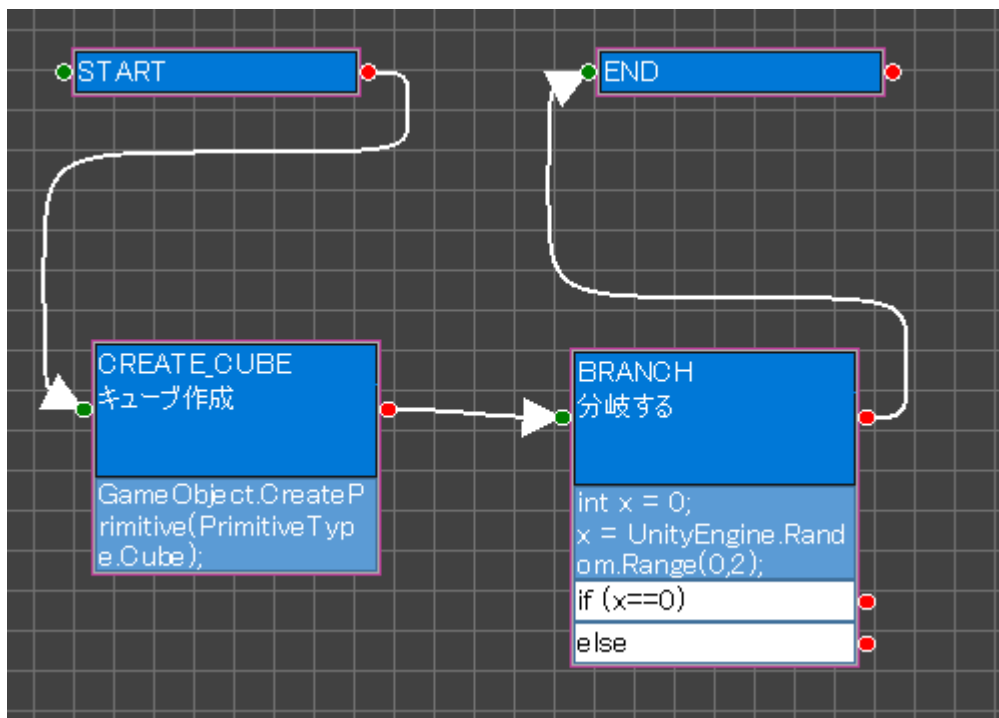 START
END
CREATE_CUBE
キューブ作成
GameObject.CreateP
rimitive(PrimitiveTyp
e.Cube);
BRANCH
分岐する
int x = 0;
x = UnityEngine.Rand
om.Range(0,2);
if (x==0)
else